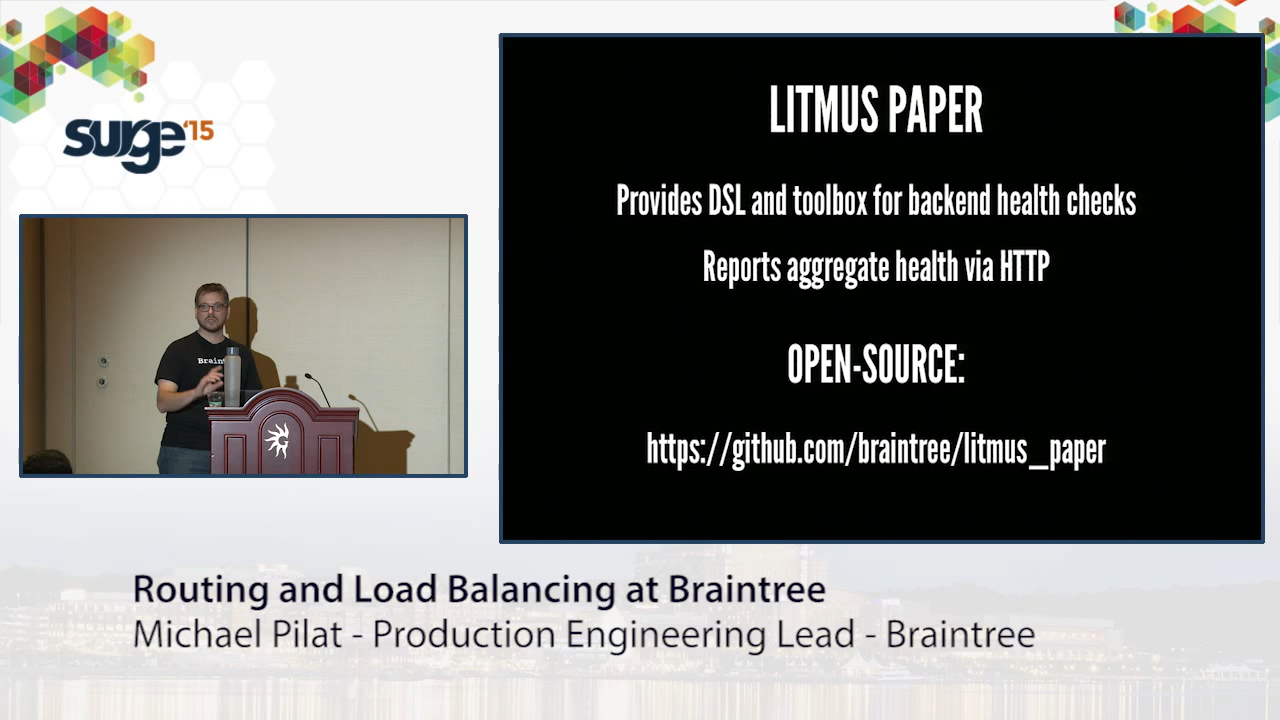 surge '15
LITMUS PAPER
Provides DSL and toolbox for backend health checks
Reports aggregate health via HTTP
OPEN-SOURCE:
https://github.com/braintree/litmus_paper
Routing and Load Balancing at Braintree
Michael Pilat - Production Engineering Lead - Braintree